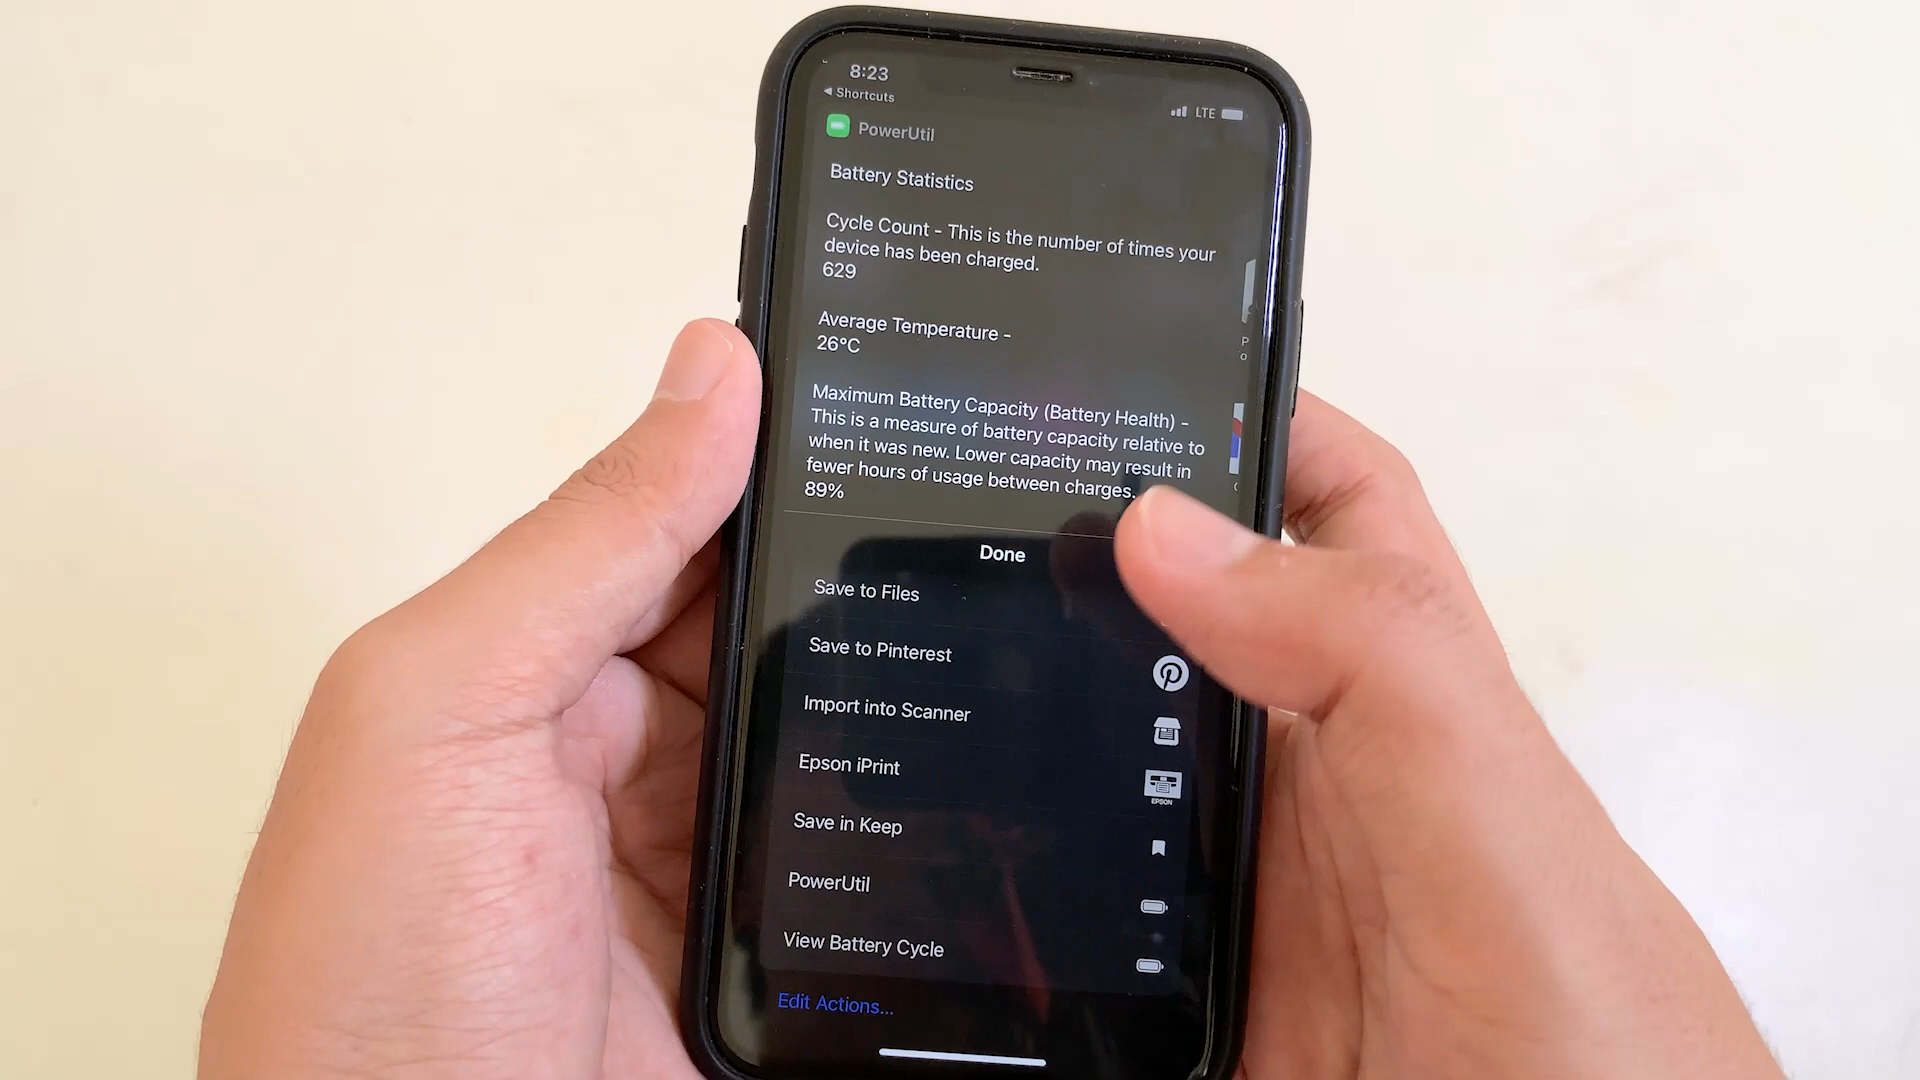 8:23
◀ Shortcuts
LTE
PowerUtil
Battery Statistics
Cycle Count - This is the number of times your
device has been charged.
629
Average Temperature -
26°C
Maximum Battery Capacity (Battery Health) -
This is a measure of battery capacity relative to
when it was new. Lower capacity may result in
fewer hours of usage between charges.
89%
Done
Save to Files
Save to Pinterest
Import into Scanner
Epson iPrint
EPSON
Save in Keep
PowerUtil
View Battery Cycle
Edit Actions...